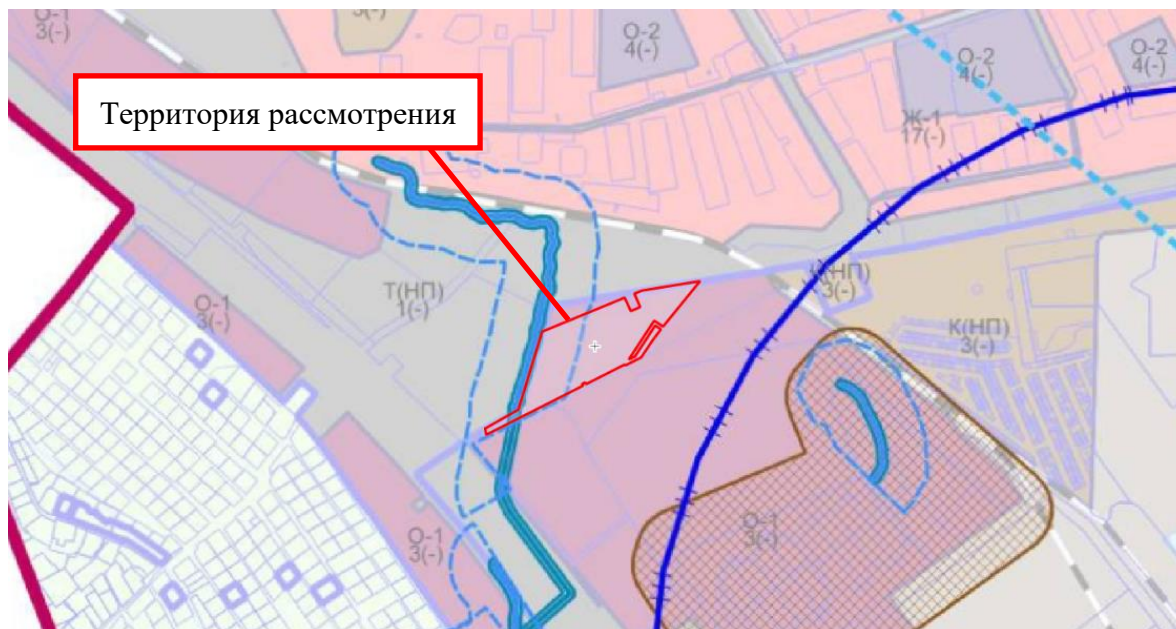 О-1
3(-)
О-2
4(-)
О-2
4(-)
О-2
4(-)
Территория рассмотрения
Ж-1
17(-)
Т(НП)
1(-)
(НП)
3(-)
О-1
3(-)
К(НП)
3(-)
О-1
3(-)
О-1
3(-)